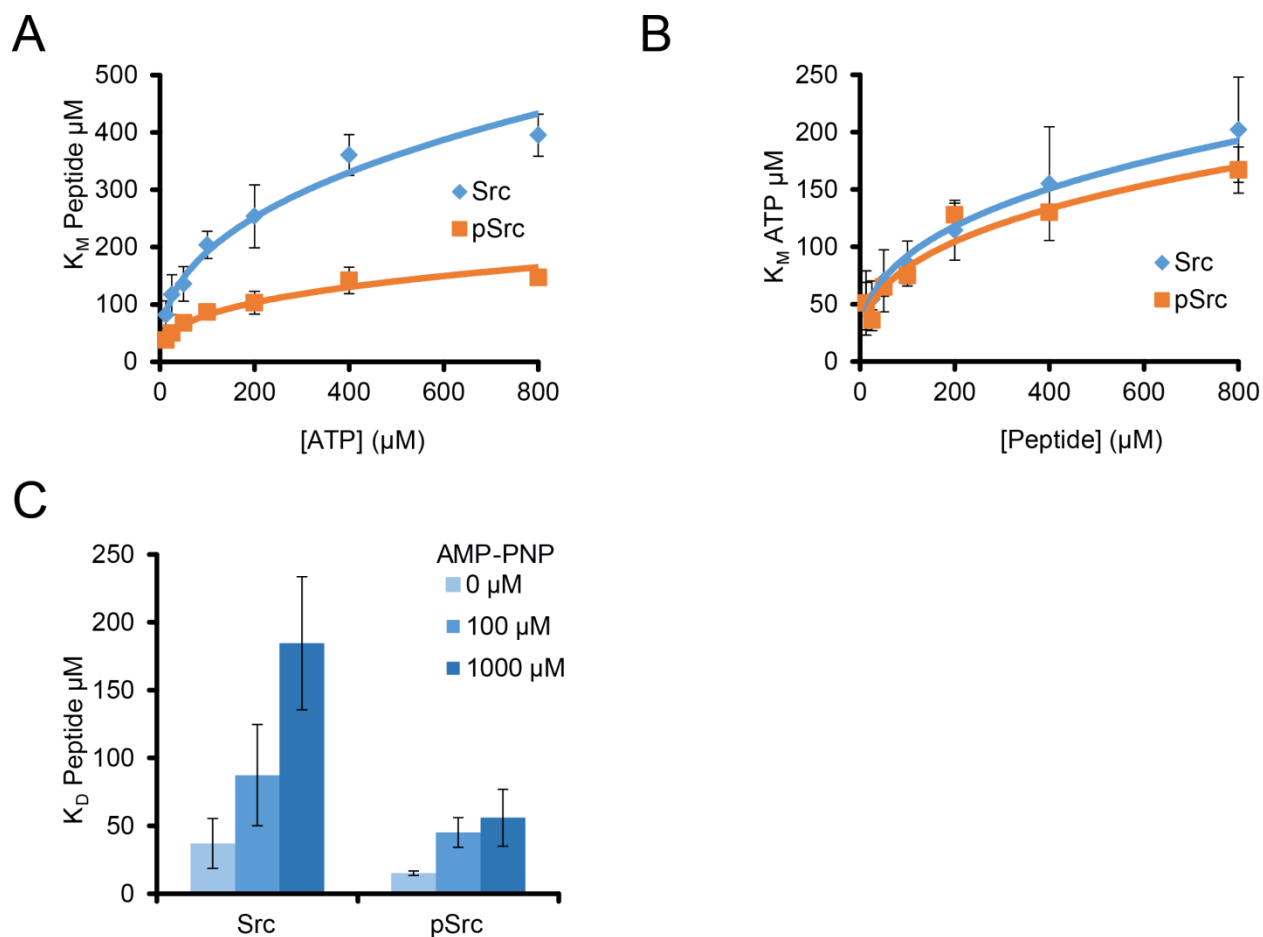 A
K_M Peptide µM
500
400
300
200
100
0
0 200 400 600 800
[ATP] (µM)
Src
pSrc
B
K_M ATP µM
250
200
150
100
50
0
0 200 400 600 800
[Peptide] (µM)
Src
pSrc
C
K_D Peptide µM
250
200
150
100
50
0
Src pSrc
AMP-PNP
0 µM
100 µM
1000 µM